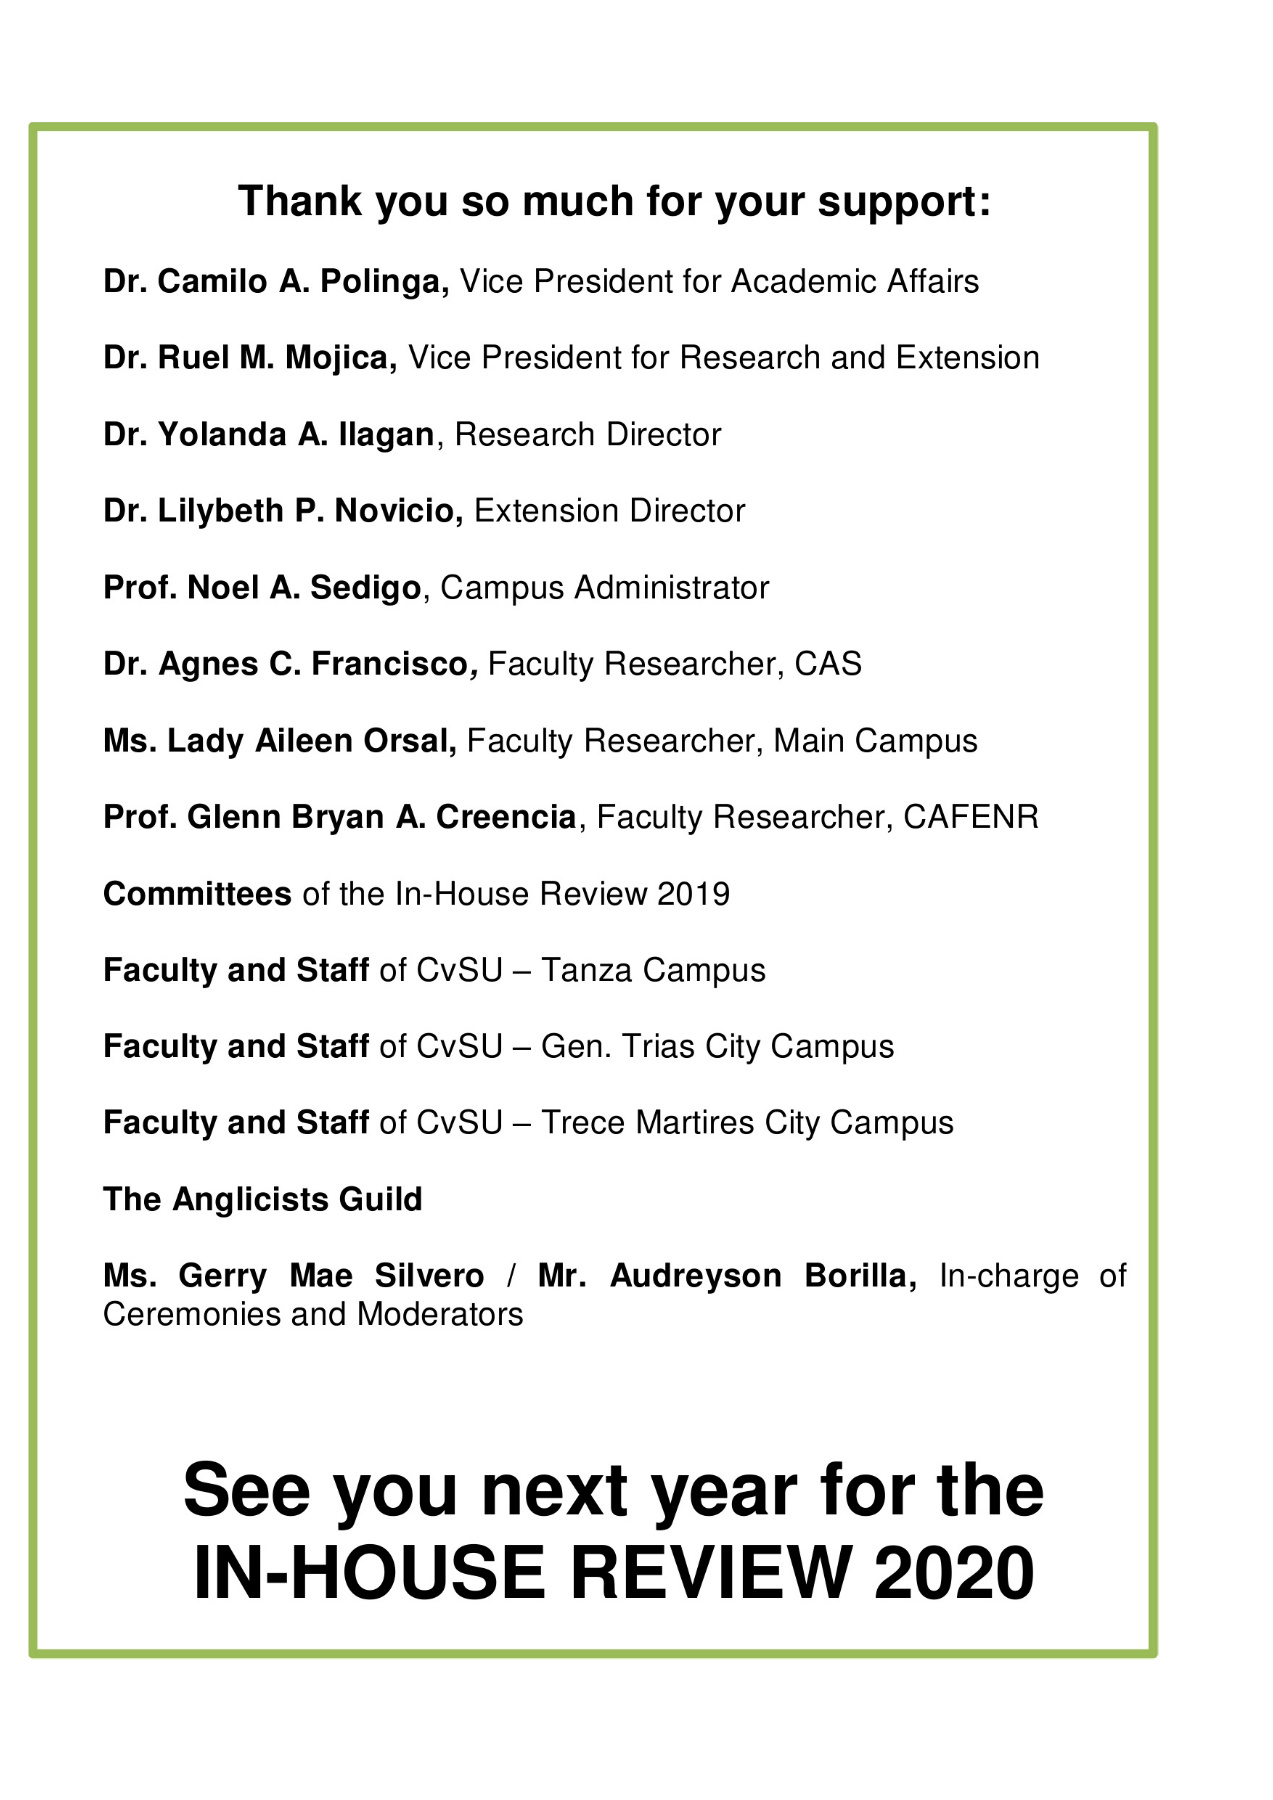 Thank you so much for your support:
Dr. Camilo A. Polinga, Vice President for Academic Affairs
Dr. Ruel M. Mojica, Vice President for Research and Extension
Dr. Yolanda A. Ilagan, Research Director
Dr. Lilybeth P. Novicio, Extension Director
Prof. Noel A. Sedigo, Campus Administrator
Dr. Agnes C. Francisco, Faculty Researcher, CAS
Ms. Lady Aileen Orsal, Faculty Researcher, Main Campus
Prof. Glenn Bryan A. Creencia, Faculty Researcher, CAFENR
Committees of the In-House Review 2019
Faculty and Staff of CvSU – Tanza Campus
Faculty and Staff of CvSU – Gen. Trias City Campus
Faculty and Staff of CvSU – Trece Martires City Campus
The Anglicists Guild
Ms. Gerry Mae Silvero / Mr. Audreyson Borilla, In-charge of
Ceremonies and Moderators
See you next year for the
IN-HOUSE REVIEW 2020